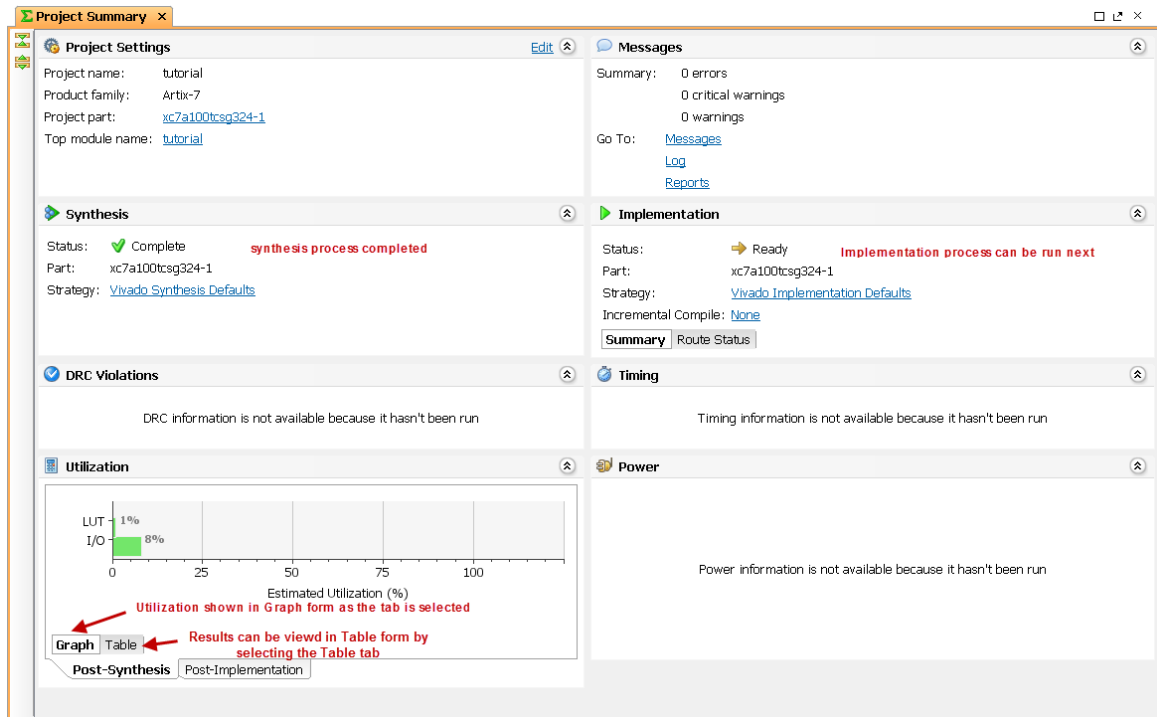 Project Summary ×
Project Settings Edit
Project name: tutorial
Product family: Artix-7
Project part: xc7a100tcsg324-1
Top module name: tutorial
Messages
Summary: 0 errors
0 critical warnings
0 warnings
Go To: Messages
Log
Reports
Synthesis
Status: Complete synthesis process completed
Part: xc7a100tcsg324-1
Strategy: Vivado Synthesis Defaults
Implementation
Status: Ready Implementation process can be run next
Part: xc7a100tcsg324-1
Strategy: Vivado Implementation Defaults
Incremental Compile: None
Summary Route Status
DRC Violations
DRC information is not available because it hasn't been run
Timing
Timing information is not available because it hasn't been run
Utilization
LUT 1%
I/O 8%
0 25 50 75 100
Estimated Utilization (%)
Utilization shown in Graph form as the tab is selected
Graph Table
Results can be viewd in Table form by
selecting the Table tab
Post-Synthesis Post-Implementation
Power
Power information is not available because it hasn't been run